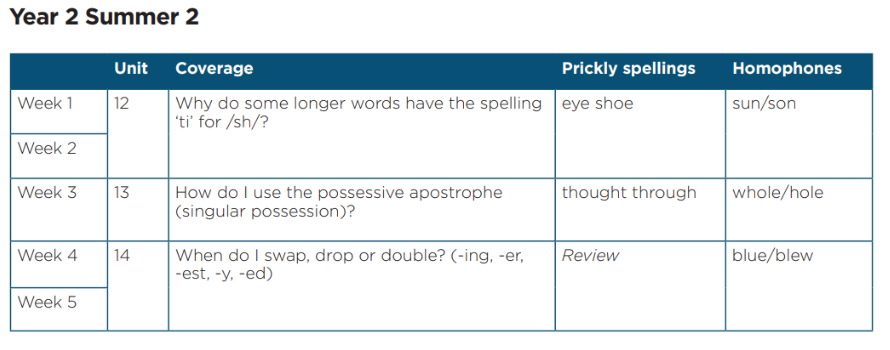 Year 2 Summer 2
Unit Coverage Prickly spellings Homophones
Week 1 12 Why do some longer words have the spelling eye shoe sun/son
‘ti’ for /sh/?
Week 2
Week 3 13 How do I use the possessive apostrophe thought through whole/hole
(singular possession)?
Week 4 14 When do I swap, drop or double? (-ing, -er, Review blue/blew
-est, -y, -ed)
Week 5